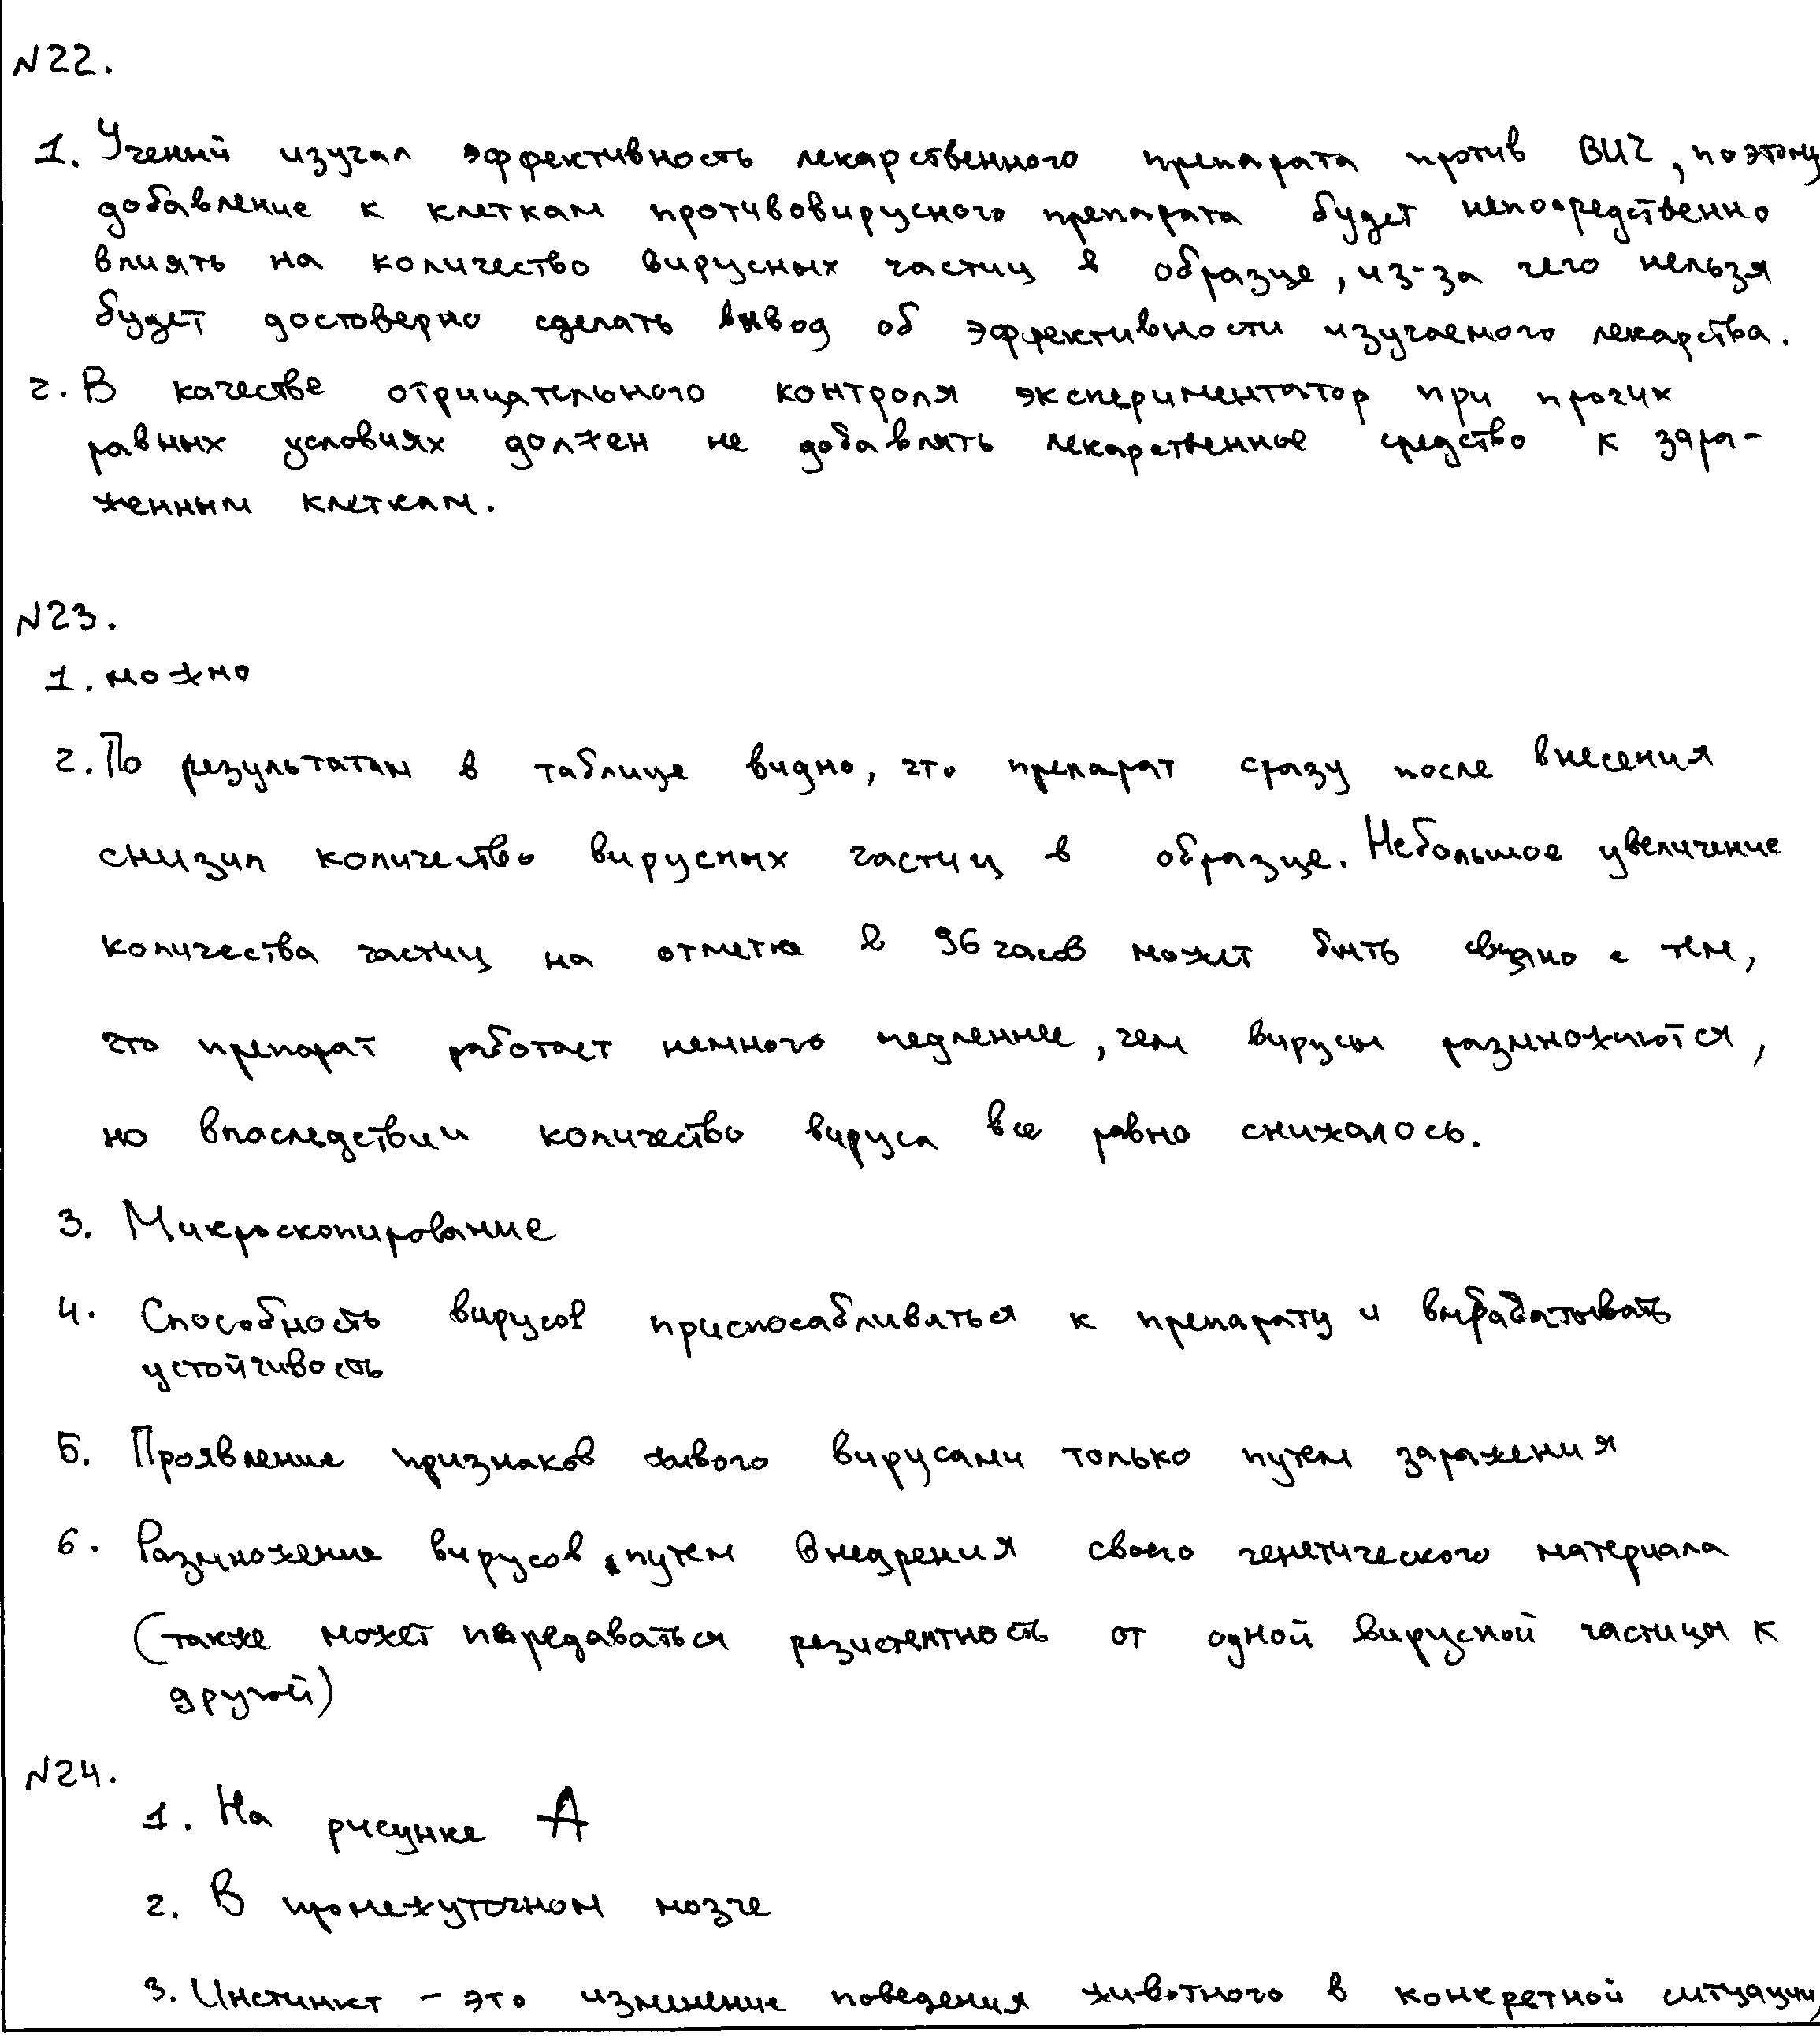 N22.
1. Ученый изучал эффективность лекарственного препарата против ВИЧ, поэтому
добавление к клеткам противовирусного препарата будет непосредственно
влиять на количество вирусных частиц в образце, из-за чего нельзя
будет достоверно сделать вывод об эффективности изучаемого лекарства.
2. В качестве отрицательного контроля экспериментатор при прочих
равных условиях должен не добавлять лекарственное средство к зара-
женным клеткам.
N23.
1. можно
2. По результатам в таблице видно, что препарат сразу после внесения
снизил количество вирусных частиц в образце. Небольшое увеличение
количества частиц на отметке в 96 часов может быть связано с тем,
что препарат работает немного медленнее, чем вирусы размножаются,
но впоследствии количество вируса все равно снижалось.
3. Микроскопирование
4. Способность вирусов приспосабливаться к препарату и вырабатывать
устойчивость
5. Проявление признаков живого вирусами только путем заражения
6. Размножение вирусов путем внедрения своего генетического материала
(также может передаваться резистентность от одной вирусной частицы к
другой)
N24.
1. На рисунке А
2. В промежуточном мозге
3. Инстинкт – это изменение поведения животного в конкретной ситуации,